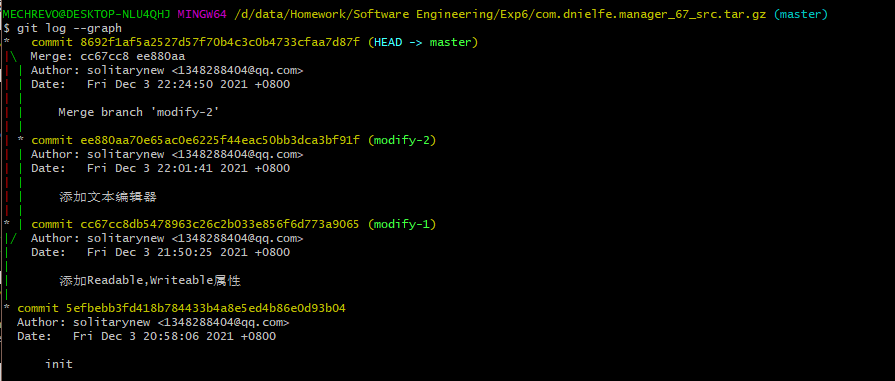 MECHREVO@DESKTOP-NLU4QHJ MINGW64 /d/data/Homework/Software Engineering/Exp6/com.dnielfe.manager_67_src.tar.gz (master)
$ git log --graph
*   commit 8692f1af5a2527d57f70b4c3c0b4733cfaa7d87f (HEAD -> master)
|\  Merge: cc67cc8 ee880aa
| | Author: solitarynew <1348288404@qq.com>
| | Date:   Fri Dec 3 22:24:50 2021 +0800
| |
| |     Merge branch 'modify-2'
| |
| * commit ee880aa70e65ac0e6225f44eac50bb3dca3bf91f (modify-2)
| | Author: solitarynew <1348288404@qq.com>
| | Date:   Fri Dec 3 22:01:41 2021 +0800
| |
| |     添加文本编辑器
| |
* | commit cc67cc8db5478963c26c2b033e856f6d773a9065 (modify-1)
|/  Author: solitarynew <1348288404@qq.com>
|   Date:   Fri Dec 3 21:50:25 2021 +0800
|
|       添加Readable,Writeable属性
|
* commit 5efbebb3fd418b784433b4a8e5ed4b86e0d93b04
  Author: solitarynew <1348288404@qq.com>
  Date:   Fri Dec 3 20:58:06 2021 +0800

      init